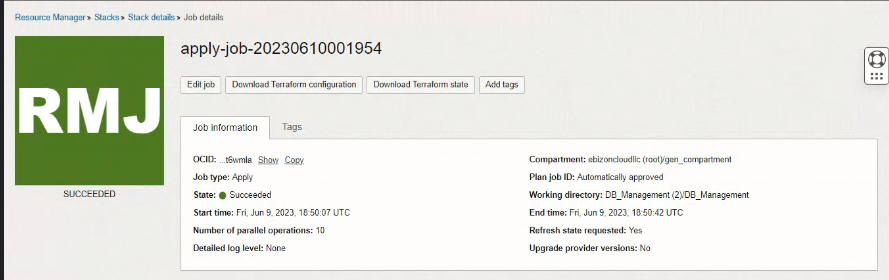 Resource Manager » Stacks » Stack details » Job details
RMJ
SUCCEEDED
apply-job-20230610001954
Edit job Download Terraform configuration Download Terraform state Add tags
Job information Tags
OCID: ...t6wmla Show Copy
Job type: Apply
State: Succeeded
Start time: Fri, Jun 9, 2023, 18:50:07 UTC
Number of parallel operations: 10
Detailed log level: None
Compartment: ebizoncloudllc (root)/gen_compartment
Plan job ID: Automatically approved
Working directory: DB_Management (2)/DB_Management
End time: Fri, Jun 9, 2023, 18:50:42 UTC
Refresh state requested: Yes
Upgrade provider versions: No